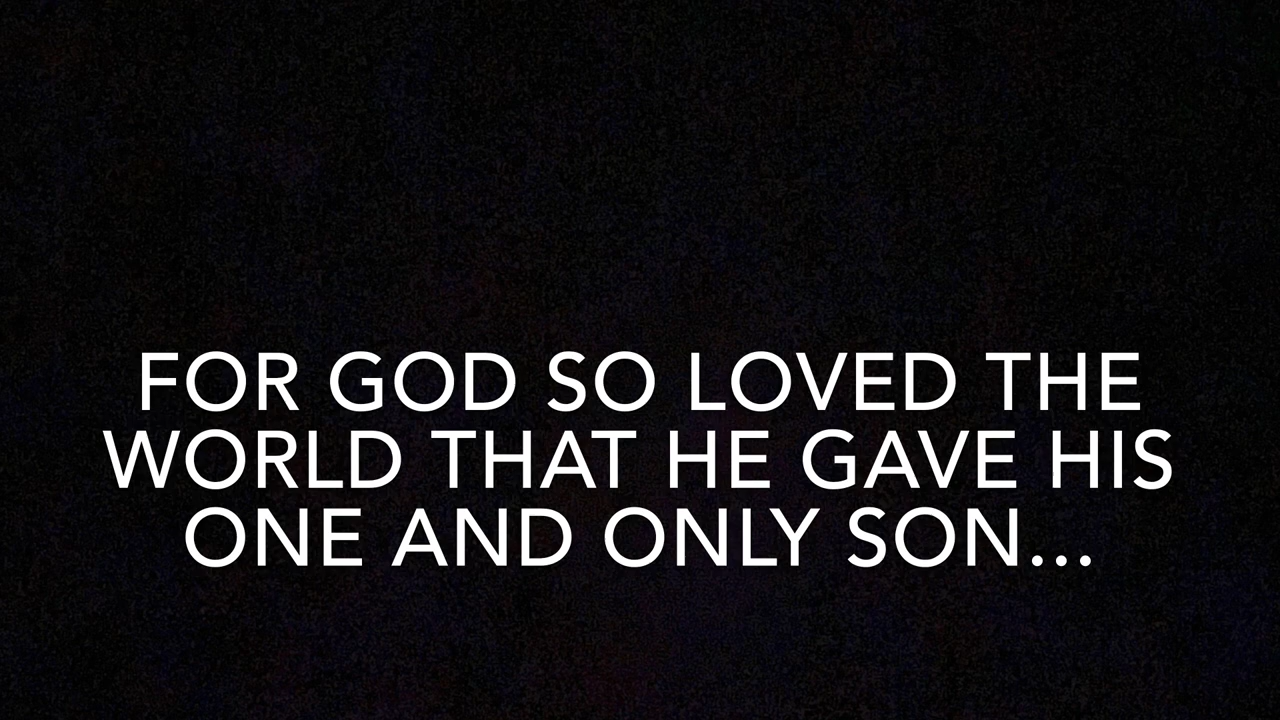 FOR GOD SO LOVED THE
WORLD THAT HE GAVE HIS
ONE AND ONLY SON...